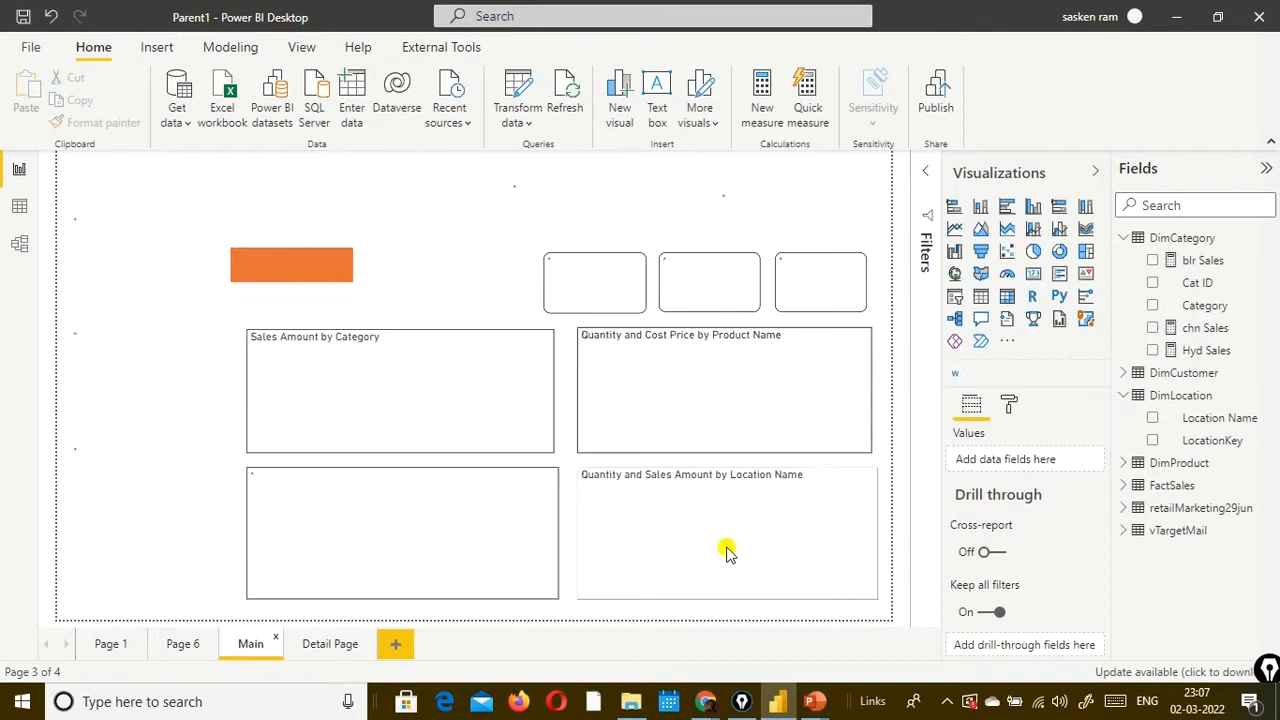 Parent1 - Power BI Desktop
Search
sasken ram
File
Home
Insert
Modeling
View
Help
External Tools
Paste
Cut
Copy
Format painter
Get data
Excel workbook
Power BI datasets
SQL Server
Enter data
Dataverse
Recent sources
Transform data
Refresh
New visual
Text box
More visuals
New measure
Quick measure
Sensitivity
Publish
Clipboard
Data
Queries
Insert
Calculations
Sensitivity
Share
Sales Amount by Category
Quantity and Cost Price by Product Name
Quantity and Sales Amount by Location Name
Filters
Visualizations
Values
Add data fields here
Drill through
Cross-report
Off
Keep all filters
On
Add drill-through fields here
Fields
Search
DimCategory
blr Sales
Cat ID
Category
chn Sales
Hyd Sales
DimCustomer
DimLocation
Location Name
LocationKey
DimProduct
FactSales
retailMarketing29jun
vTargetMail
Page 1
Page 6
Main
x
Detail Page
Page 3 of 4
Update available (click to downl
Type here to search
Links
ENG
23:07
02-03-2022